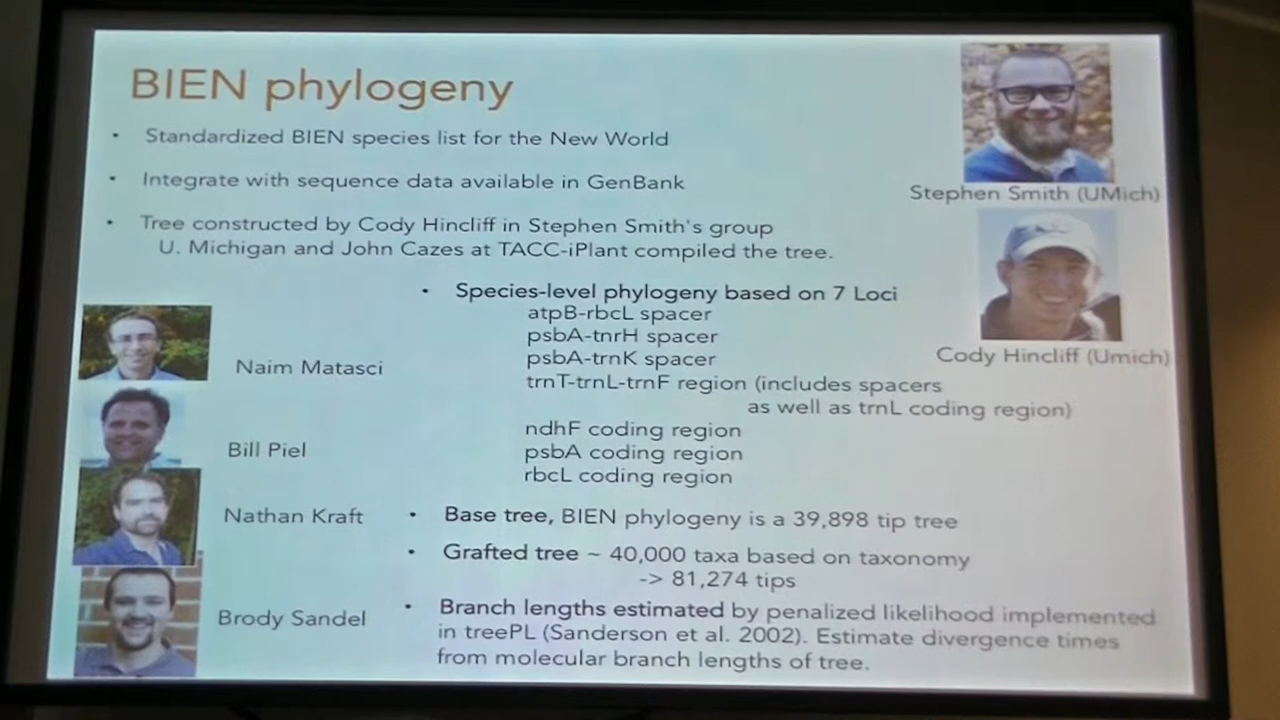 BIEN phylogeny
• Standardized BIEN species list for the New World
• Integrate with sequence data available in GenBank
• Tree constructed by Cody Hincliff in Stephen Smith's group
U. Michigan and John Cazes at TACC-iPlant compiled the tree.
Stephen Smith (UMich)
Cody Hincliff (Umich)
• Species-level phylogeny based on 7 Loci
atpB-rbcL spacer
psbA-tnrH spacer
psbA-trnK spacer
trnT-trnL-trnF region (includes spacers
as well as trnL coding region)
ndhF coding region
psbA coding region
rbcL coding region
Naim Matasci
Bill Piel
Nathan Kraft
Brody Sandel
• Base tree, BIEN phylogeny is a 39,898 tip tree
• Grafted tree ~ 40,000 taxa based on taxonomy
-> 81,274 tips
• Branch lengths estimated by penalized likelihood implemented
in treePL (Sanderson et al. 2002). Estimate divergence times
from molecular branch lengths of tree.